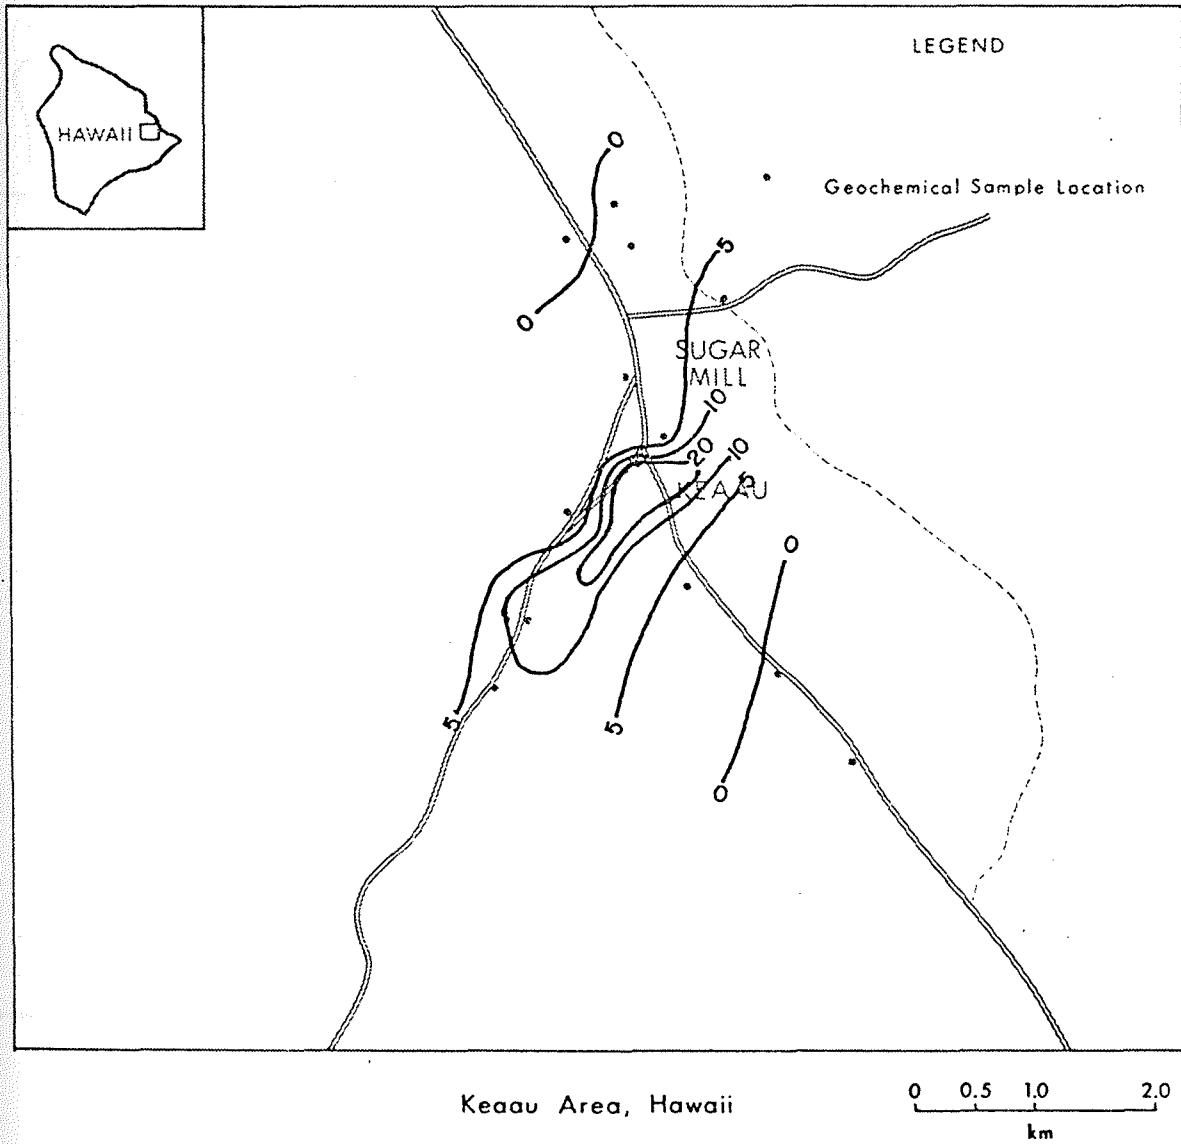 LEGEND
HAWAII
0
Geochemical Sample Location
5
0
SUGAR
MILL
10
20
10
5
KEAAU
0
5
5
0
Keaau Area, Hawaii
0 0.5 1.0 2.0
km